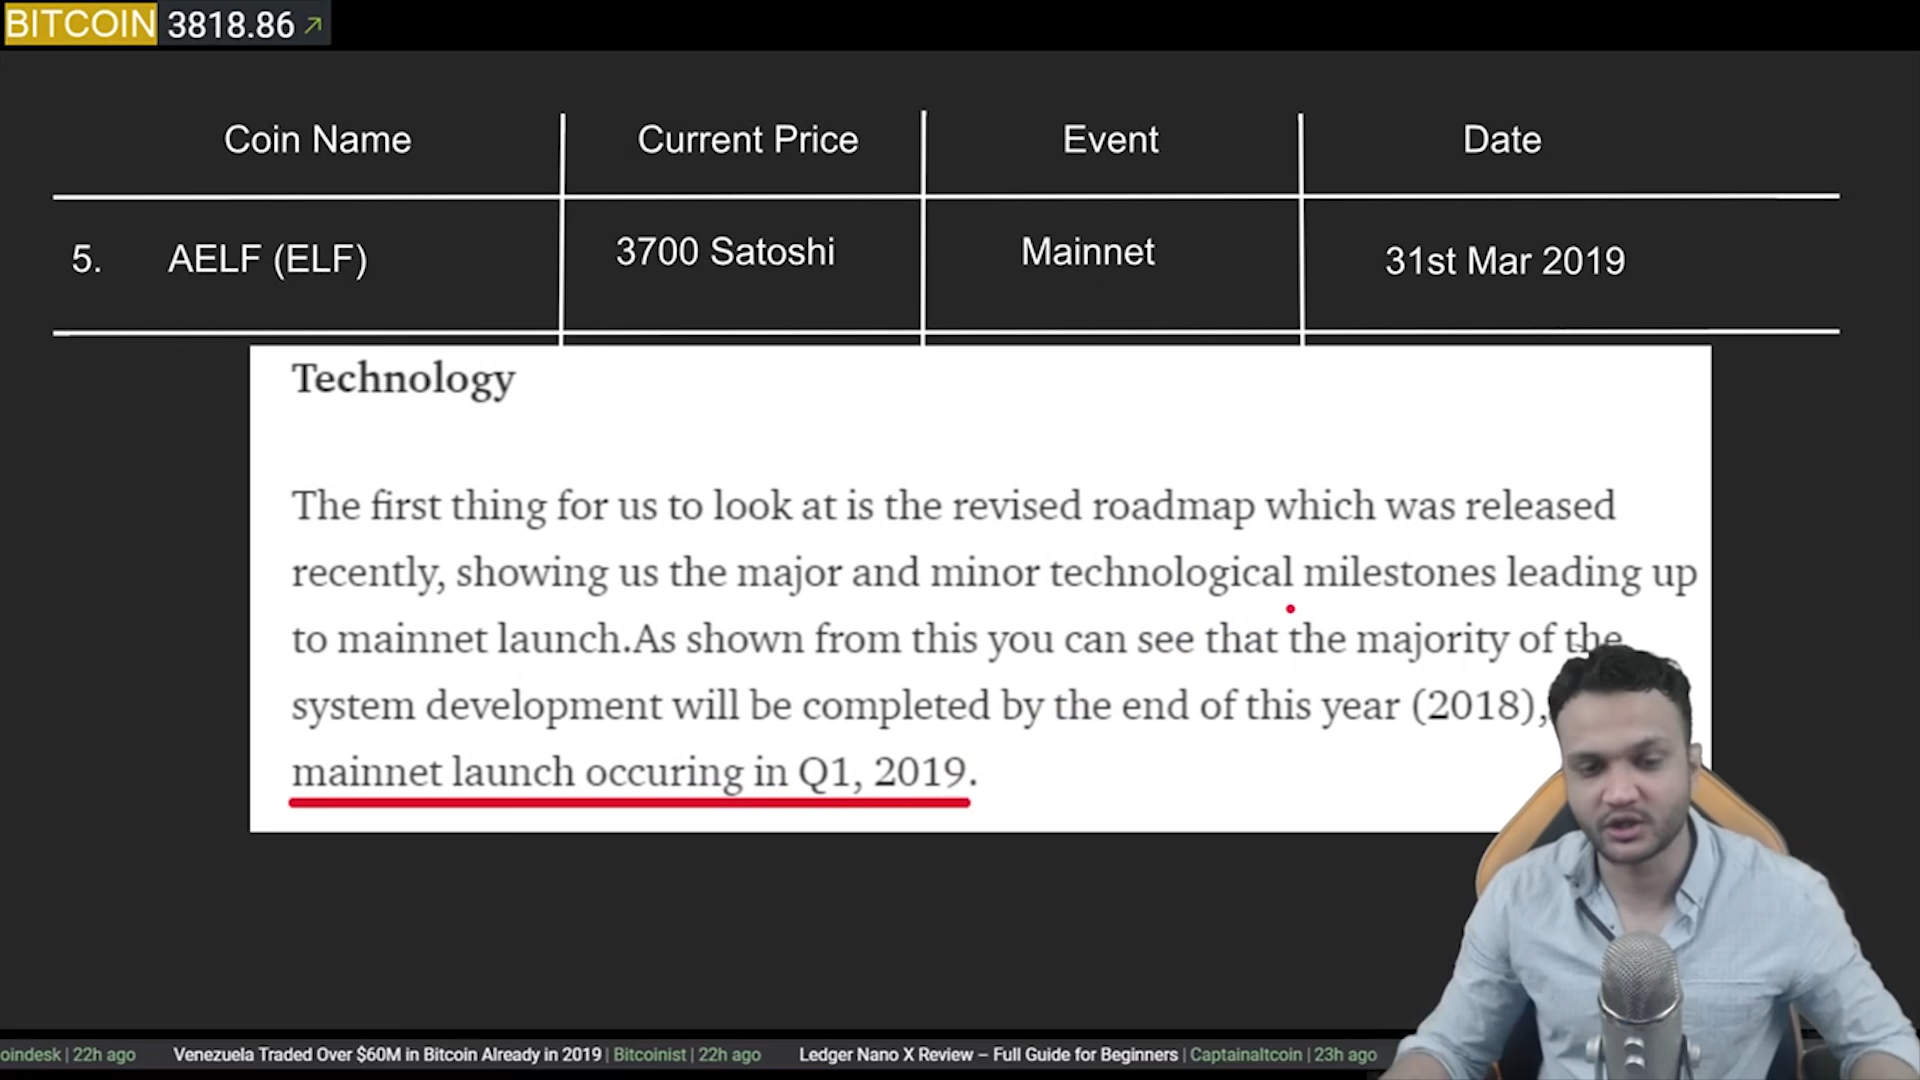 BITCOIN 3818.86
Coin Name Current Price Event Date
5. AELF (ELF) 3700 Satoshi Mainnet 31st Mar 2019
Technology
The first thing for us to look at is the revised roadmap which was released
recently, showing us the major and minor technological milestones leading up
to mainnet launch.As shown from this you can see that the majority of the
system development will be completed by the end of this year (2018),
mainnet launch occuring in Q1, 2019.
oindesk | 22h ago Venezuela Traded Over $60M in Bitcoin Already in 2019 | Bitcoinist | 22h ago Ledger Nano X Review – Full Guide for Beginners | Captainaltcoin | 23h ago